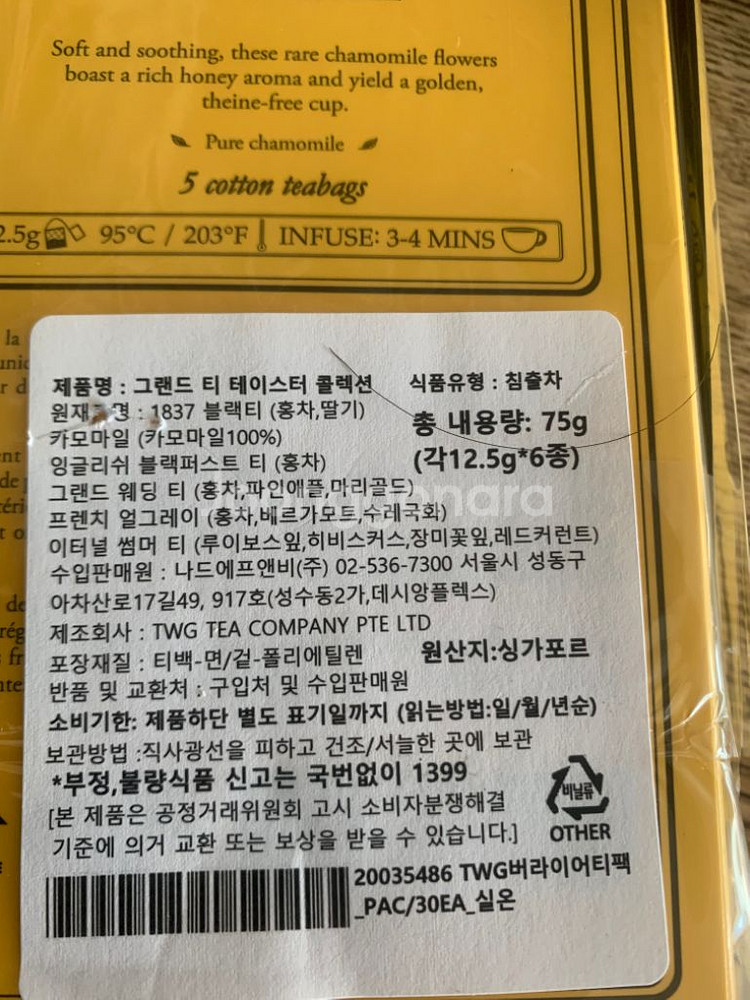 Soft and soothing, these rare chamomile flowers
boast a rich honey aroma and yield a golden,
theine-free cup.
Pure chamomile
5 cotton teabags
2.5g 95°C / 203°F INFUSE: 3-4 MINS
la
제품명 : 그랜드 티 테이스터 콜렉션 식품유형 : 침출차
원재 명 : 1837 블랙티 (홍차,딸기)
총 내용량: 75g
카모마일 (카모마일100%)
잉글리쉬 블랙퍼스트 티 (홍차)
(각12.5g*6종)
그랜드 웨딩 티 (홍차,파인애플,마리골드)
프렌치 얼그레이 (홍차,베르가모트,수레국화)
이터널 썸머 티 (루이보스잎,히비스커스,장미꽃잎,레드커런트)
수입판매원 : 나드에프앤비(주) 02-536-7300 서울시 성동구
아차산로17길49, 917호(성수동2가,데시앙플렉스)
제조회사 : TWG TEA COMPANY PTE LTD
포장재질 : 티백-면/겉-폴리에틸렌 원산지:싱가포르
반품 및 교환처 : 구입처 및 수입판매원
소비기한: 제품하단 별도 표기일까지 (읽는방법:일/월/년순)
보관방법 :직사광선을 피하고 건조/서늘한 곳에 보관
*부정,불량식품 신고는 국번없이 1399
[본 제품은 공정거래위원회 고시 소비자분쟁해결
기준에 의거 교환 또는 보상을 받을 수 있습니다.]
비닐류
OTHER
20035486 TWG버라이어티팩
_PAC/30EA_실온